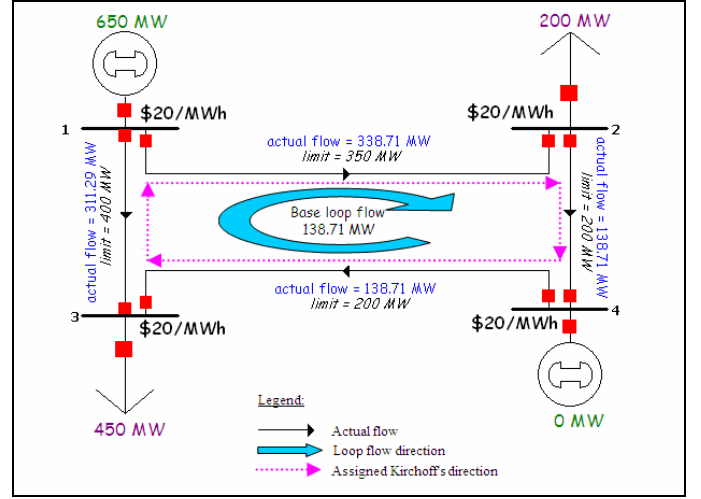 650 MW
200 MW
$20/MWh
$20/MWh
1
2
actual flow = 338.71 MW
limit = 350 MW
actual flow = 311.29 MW
limit = 400 MW
Base loop flow
138.71 MW
actual flow = 138.71 MW
limit = 200 MW
actual flow = 138.71 MW
limit = 200 MW
3
$20/MWh
$20/MWh
4
450 MW
0 MW
Legend:
Actual flow
Loop flow direction
Assigned Kirchoff's direction